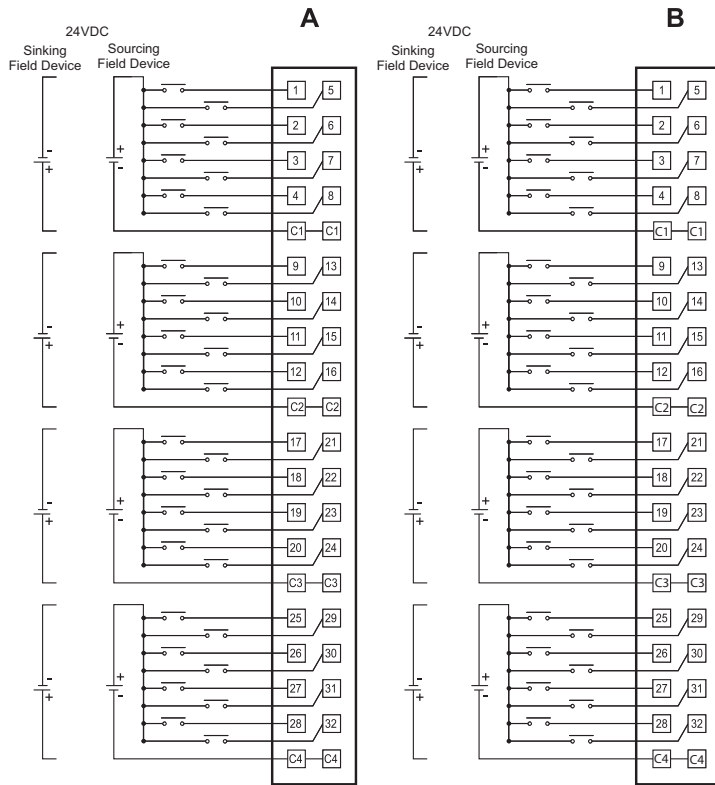 A
24VDC
Sinking
Field Device
Sourcing
Field Device
1 5
2 6
3 7
4 8
C1 C1
- +
+ -
9 13
10 14
11 15
12 16
C2 C2
- +
+ -
17 21
18 22
19 23
20 24
C3 C3
- +
+ -
25 29
26 30
27 31
28 32
C4 C4
- +
+ -
B
24VDC
Sinking
Field Device
Sourcing
Field Device
1 5
2 6
3 7
4 8
C1 C1
- +
+ -
9 13
10 14
11 15
12 16
C2 C2
- +
+ -
17 21
18 22
19 23
20 24
C3 C3
- +
+ -
25 29
26 30
27 31
28 32
C4 C4
- +
+ -